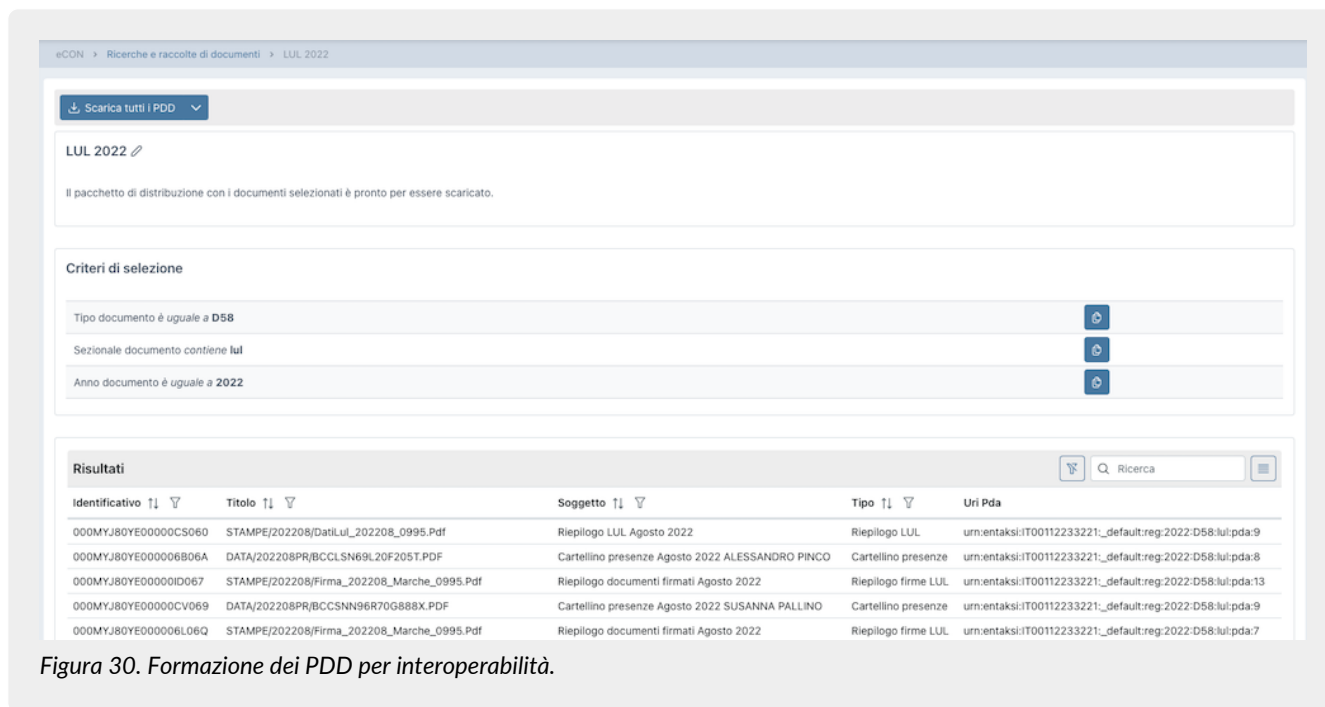 eCON > Ricerche e raccolte di documenti > LUL 2022
Scarica tutti i PDD
LUL 2022
Il pacchetto di distribuzione con i documenti selezionati è pronto per essere scaricato.
Criteri di selezione
Tipo documento è uguale a D58
Sezionale documento contiene lul
Anno documento è uguale a 2022
Risultati Ricerca
Identificativo Titolo Soggetto Tipo Uri Pda
000MYJ80YE00000CS060 STAMPE/202208/DatiLul_202208_0995.Pdf Riepilogo LUL Agosto 2022 Riepilogo LUL urn:entaksi:IT00112233221:_default:reg:2022:D58:lul:pda:9
000MYJ80YE000006B06A DATA/202208PR/BCCLSN69L20F205T.PDF Cartellino presenze Agosto 2022 ALESSANDRO PINCO Cartellino presenze urn:entaksi:IT00112233221:_default:reg:2022:D58:lul:pda:8
000MYJ80YE00000ID067 STAMPE/202208/Firma_202208_Marche_0995.Pdf Riepilogo documenti firmati Agosto 2022 Riepilogo firme LUL urn:entaksi:IT00112233221:_default:reg:2022:D58:lul:pda:13
000MYJ80YE00000CV069 DATA/202208PR/BCCSNN96R70G888X.PDF Cartellino presenze Agosto 2022 SUSANNA PALLINO Cartellino presenze urn:entaksi:IT00112233221:_default:reg:2022:D58:lul:pda:9
000MYJ80YE000006L06Q STAMPE/202208/Firma_202208_Marche_0995.Pdf Riepilogo documenti firmati Agosto 2022 Riepilogo firme LUL urn:entaksi:IT00112233221:_default:reg:2022:D58:lul:pda:7
Figura 30. Formazione dei PDD per interoperabilità.